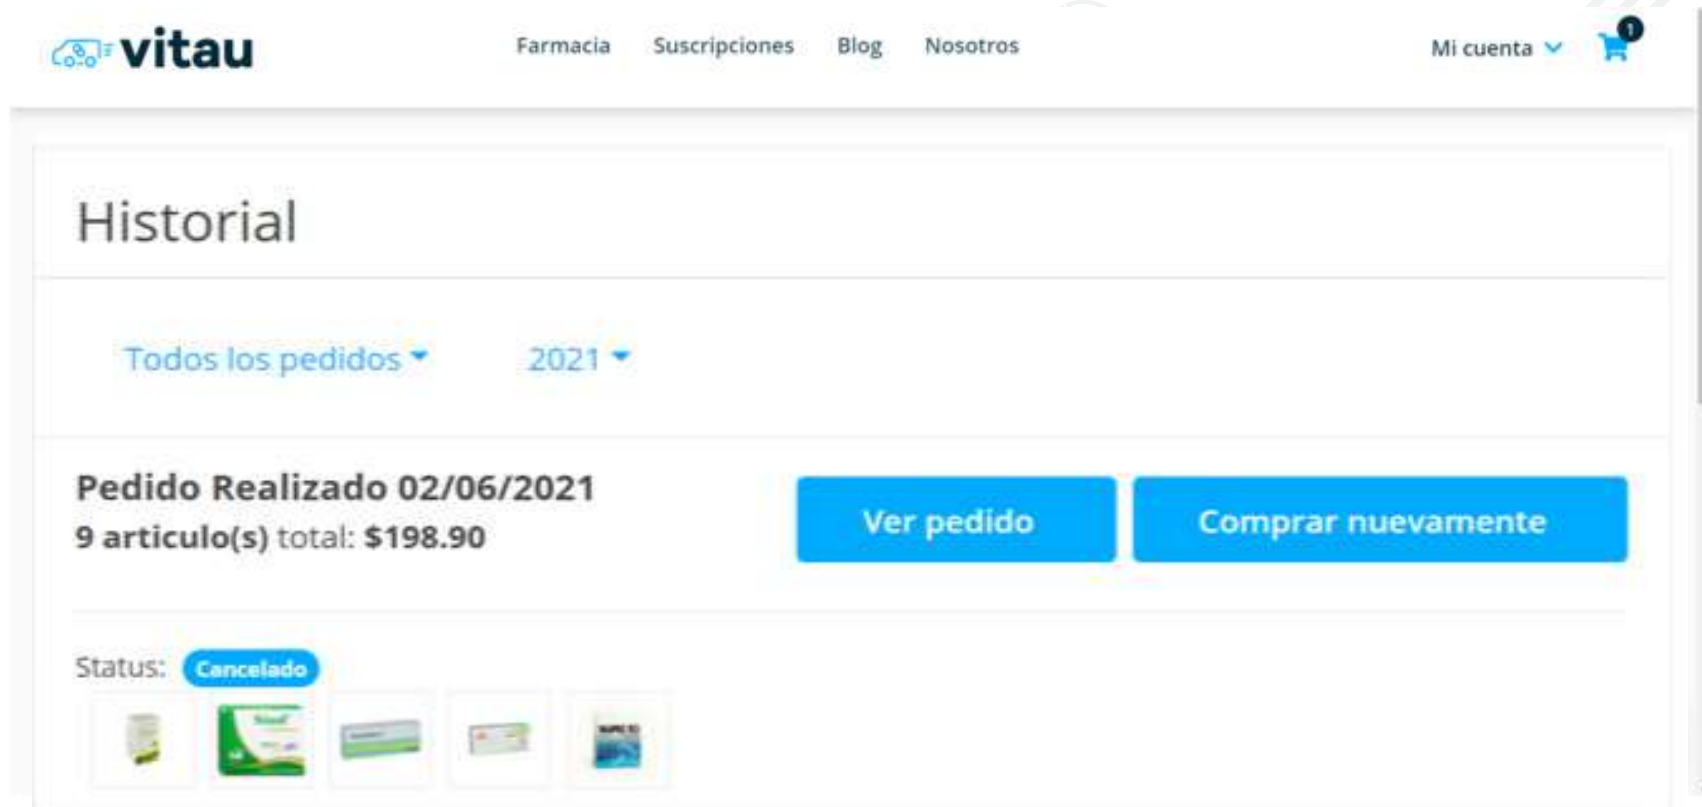 vitau
Farmacia Suscripciones Blog Nosotros Mi cuenta 1
Historial
Todos los pedidos 2021
Pedido Realizado 02/06/2021
9 articulo(s) total: $198.90
Ver pedido Comprar nuevamente
Status: Cancelado